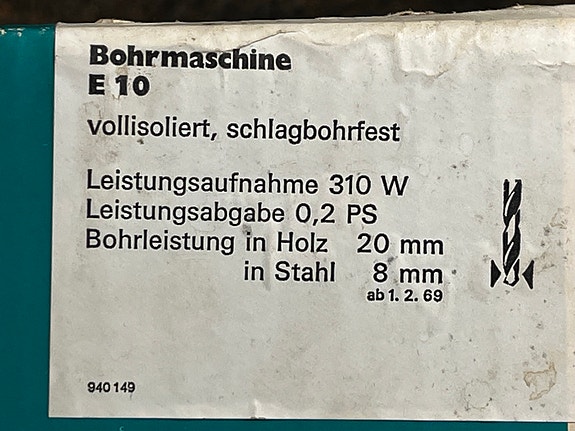 Bohrmaschine
E 10
vollisoliert, schlagbohrfest
Leistungsaufnahme 310 W
Leistungsabgabe 0,2 PS
Bohrleistung in Holz 20 mm
in Stahl 8 mm
ab 1. 2. 69
940 149